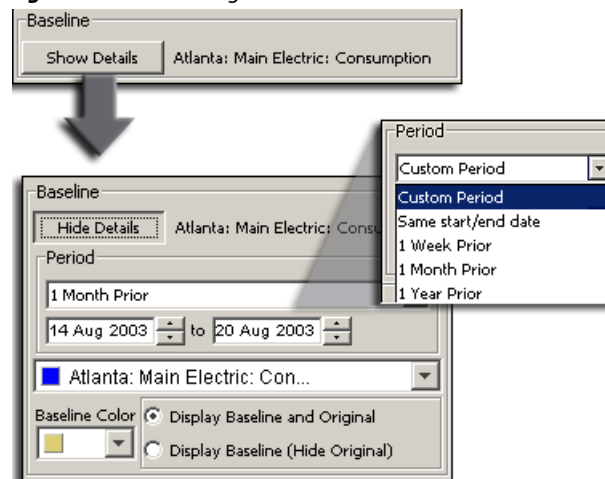 Baseline
Show Details Atlanta: Main Electric: Consumption
Period
Custom Period
Custom Period
Same start/end date
1 Week Prior
1 Month Prior
1 Year Prior
Baseline
Hide Details Atlanta: Main Electric:
Period
1 Month Prior
14 Aug 2003 to 20 Aug 2003
Atlanta: Main Electric: Con...
Baseline Color
Display Baseline and Original
Display Baseline (Hide Original)